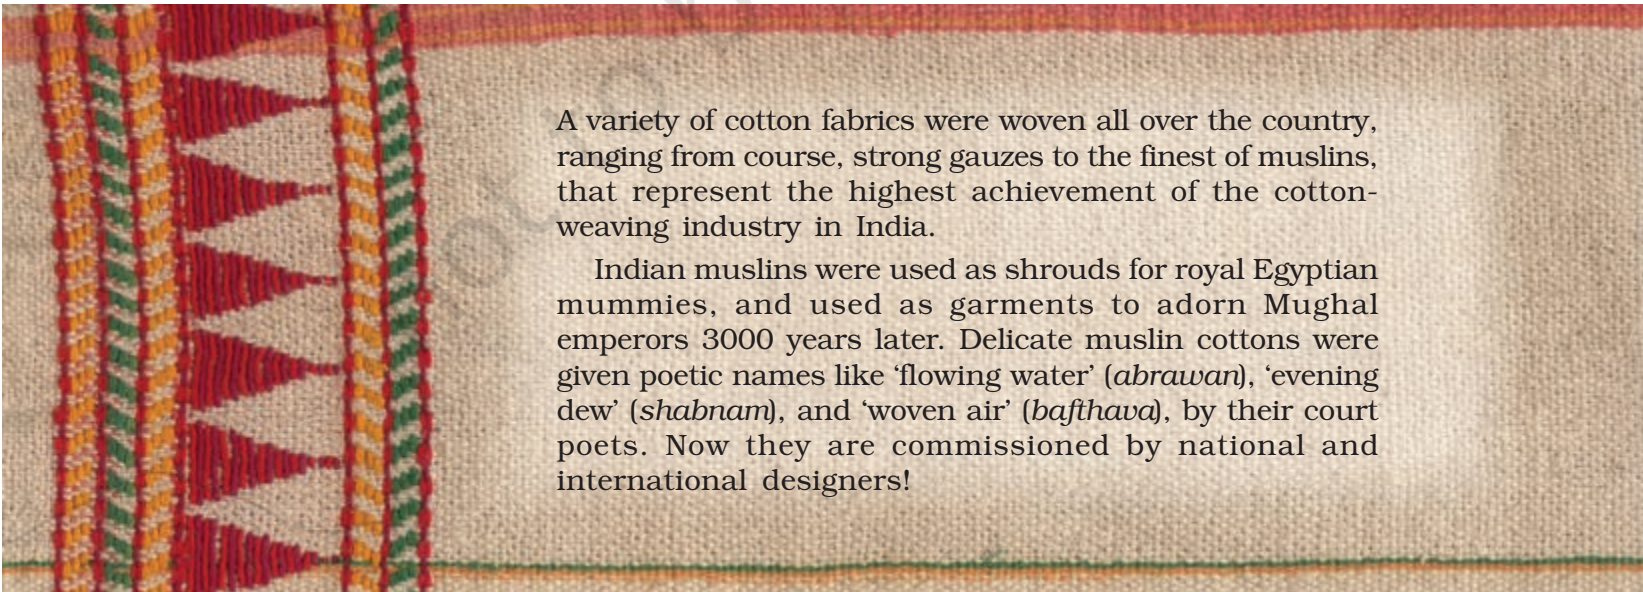 A variety of cotton fabrics were woven all over the country,
ranging from course, strong gauzes to the finest of muslins,
that represent the highest achievement of the cotton-
weaving industry in India.
Indian muslins were used as shrouds for royal Egyptian
mummies, and used as garments to adorn Mughal
emperors 3000 years later. Delicate muslin cottons were
given poetic names like ‘flowing water’ (abrawan), ‘evening
dew’ (shabnam), and ‘woven air’ (bafthava), by their court
poets. Now they are commissioned by national and
international designers!